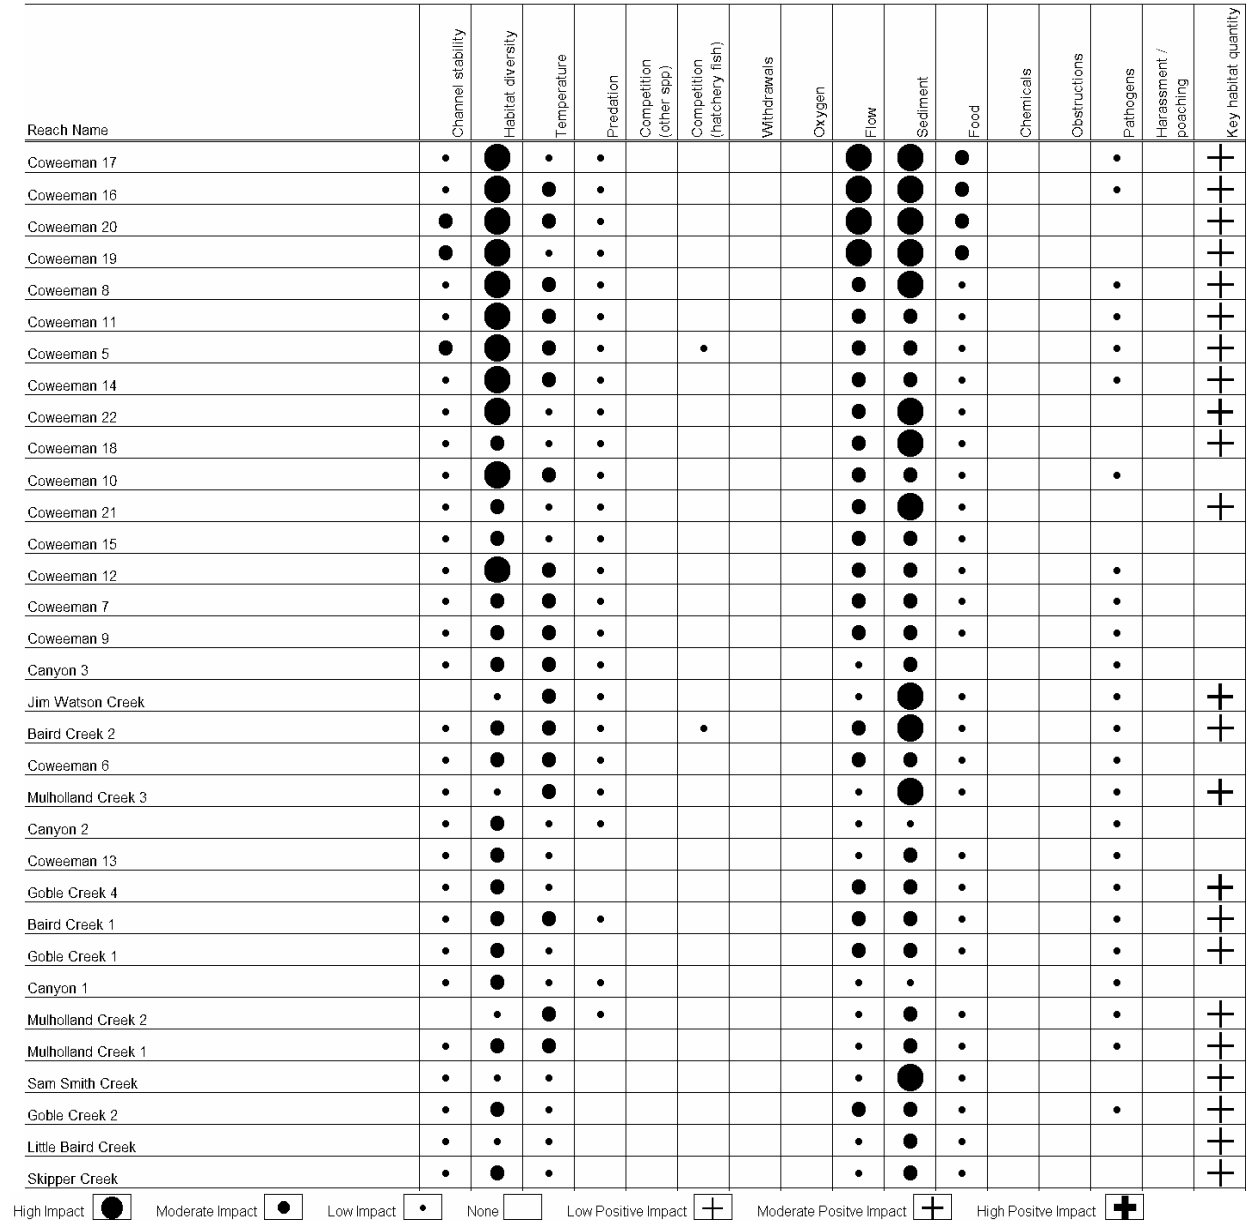 Reach Name
Channel stability
Habitat diversity
Temperature
Predation
Competition
(other spp)
Competition
(hatchery fish)
Withdrawals
Oxygen
Flow
Sediment
Food
Chemicals
Obstructions
Pathogens
Harassment /
poaching
Key habitat quantity
Coweeman 17
Coweeman 16
Coweeman 20
Coweeman 19
Coweeman 8
Coweeman 11
Coweeman 5
Coweeman 14
Coweeman 22
Coweeman 18
Coweeman 10
Coweeman 21
Coweeman 15
Coweeman 12
Coweeman 7
Coweeman 9
Canyon 3
Jim Watson Creek
Baird Creek 2
Coweeman 6
Mulholland Creek 3
Canyon 2
Coweeman 13
Goble Creek 4
Baird Creek 1
Goble Creek 1
Canyon 1
Mulholland Creek 2
Mulholland Creek 1
Sam Smith Creek
Goble Creek 2
Little Baird Creek
Skipper Creek
High Impact Moderate Impact Low Impact None Low Positive Impact Moderate Positve Impact High Positve Impact